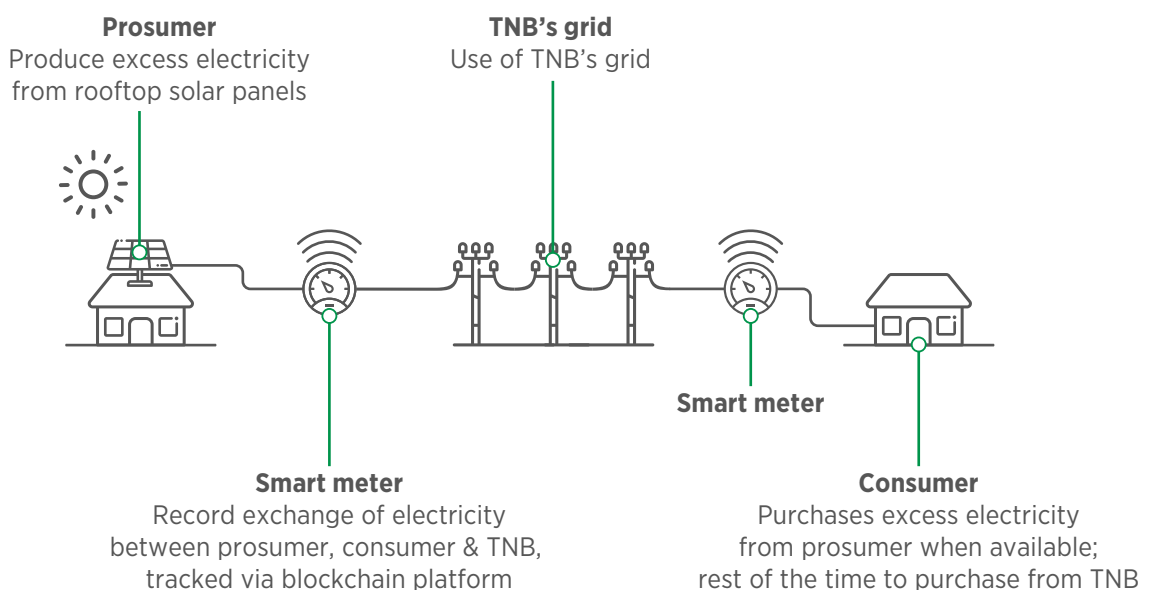 Prosumer
Produce excess electricity
from rooftop solar panels
TNB’s grid
Use of TNB’s grid
Smart meter
Record exchange of electricity
between prosumer, consumer & TNB,
tracked via blockchain platform
Smart meter
Consumer
Purchases excess electricity
from prosumer when available;
rest of the time to purchase from TNB